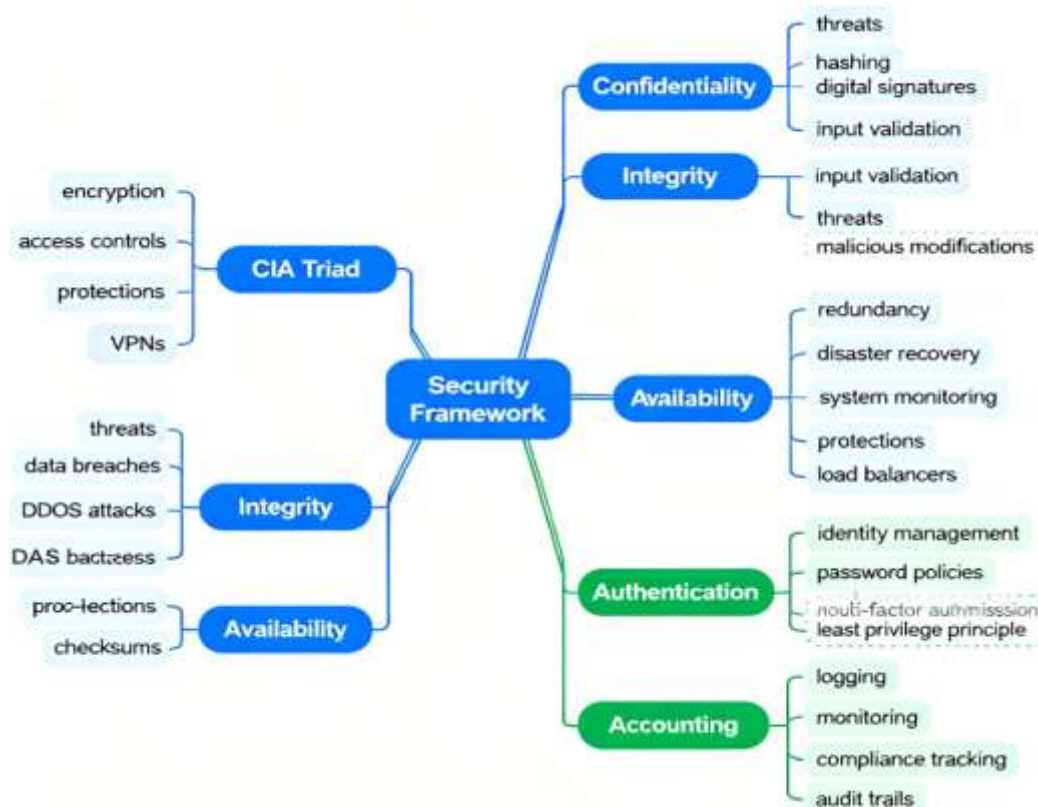 encryption
access controls
protections
VPNs
CIA Triad
threats
data breaches
DDOS attacks
DAS
Integrity
checksums
Availability
Security
Framework
Confidentiality
threats
hashing
digital signatures
input validation
Integrity
input validation
threats
malicious modifications
Availability
redundancy
disaster recovery
system monitoring
protections
load balancers
Authentication
identity management
password policies
least privilege principle
Accounting
logging
monitoring
compliance tracking
audit trails